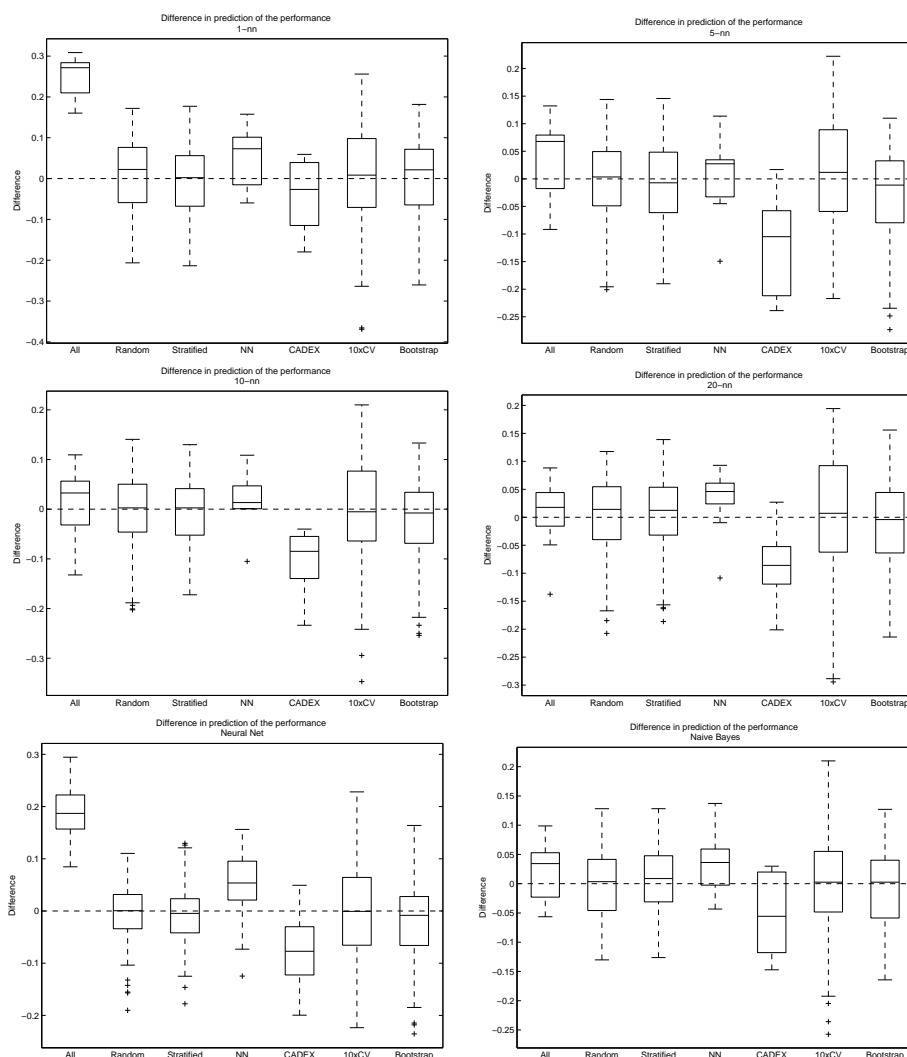 Difference in prediction of the performance
1−nn
0.3
0.2
0.1
0
−0.1
−0.2
−0.3
−0.4
Difference
All Random Stratified NN CADEX 10xCV Bootstrap
Difference in prediction of the performance
5−nn
0.2
0.15
0.1
0.05
0
−0.05
−0.1
−0.15
−0.2
−0.25
Difference
All Random Stratified NN CADEX 10xCV Bootstrap
Difference in prediction of the performance
10−nn
0.2
0.1
0
−0.1
−0.2
−0.3
Difference
All Random Stratified NN CADEX 10xCV Bootstrap
Difference in prediction of the performance
20−nn
0.2
0.15
0.1
0.05
0
−0.05
−0.1
−0.15
−0.2
−0.25
−0.3
Difference
All Random Stratified NN CADEX 10xCV Bootstrap
Difference in prediction of the performance
Neural Net
0.3
0.2
0.1
0
−0.1
−0.2
Difference
All Random Stratified NN CADEX 10xCV Bootstrap
Difference in prediction of the performance
Naive Bayes
0.2
0.15
0.1
0.05
0
−0.05
−0.1
−0.15
−0.2
−0.25
Difference
All Random Stratified NN CADEX 10xCV Bootstrap